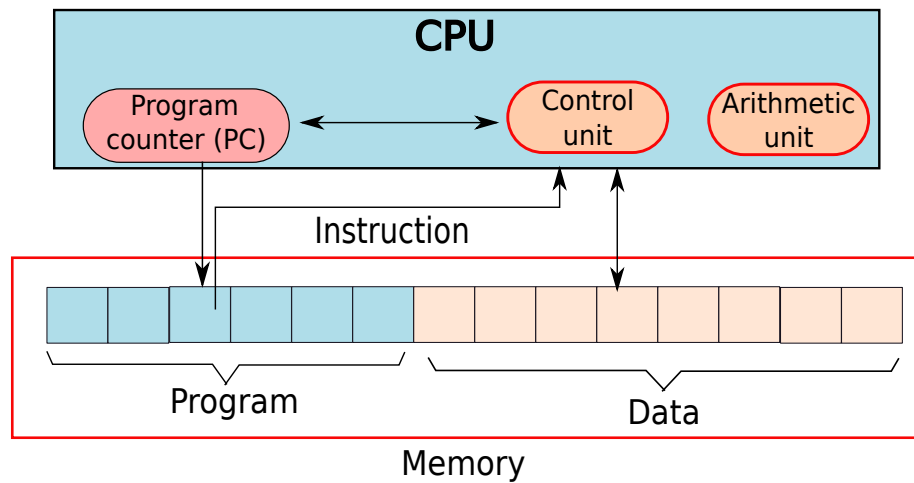 CPU
Program
counter (PC)
Control
unit
Arithmetic
unit
Instruction
Program
Data
Memory